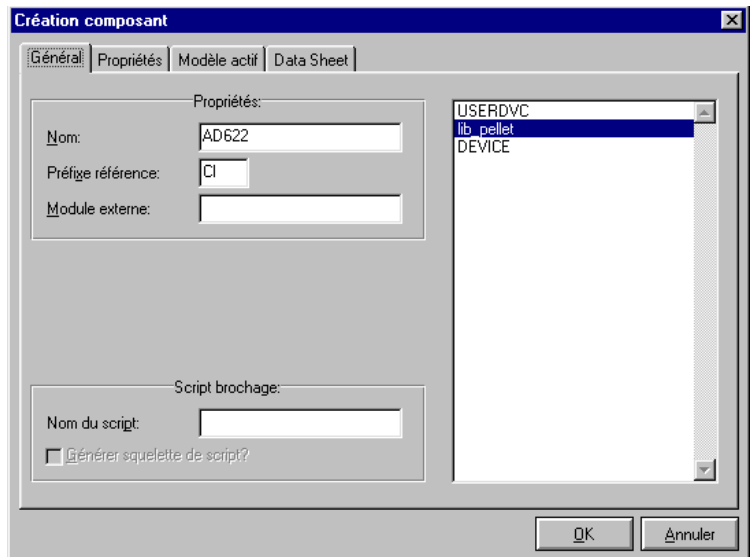 Création composant
Général Propriétés Modèle actif Data Sheet
Propriétés:
Nom: AD622
Préfixe référence: CI
Module externe:
Script brochage:
Nom du script:
Générer squelette de script?
USERDVC
lib_pellet
DEVICE
OK Annuler